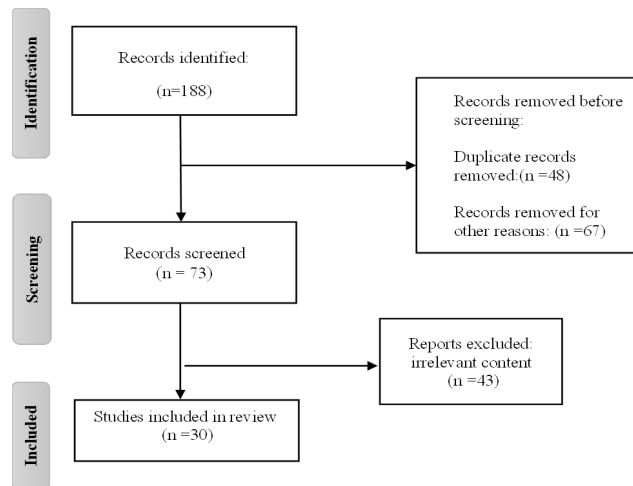 Identification
Records identified:
(n=188)
Records removed before
screening:
Duplicate records
removed:(n =48)
Records removed for
other reasons: (n =67)
Screening
Records screened
(n = 73)
Reports excluded:
irrelevant content
(n =43)
Included
Studies included in review
(n =30)